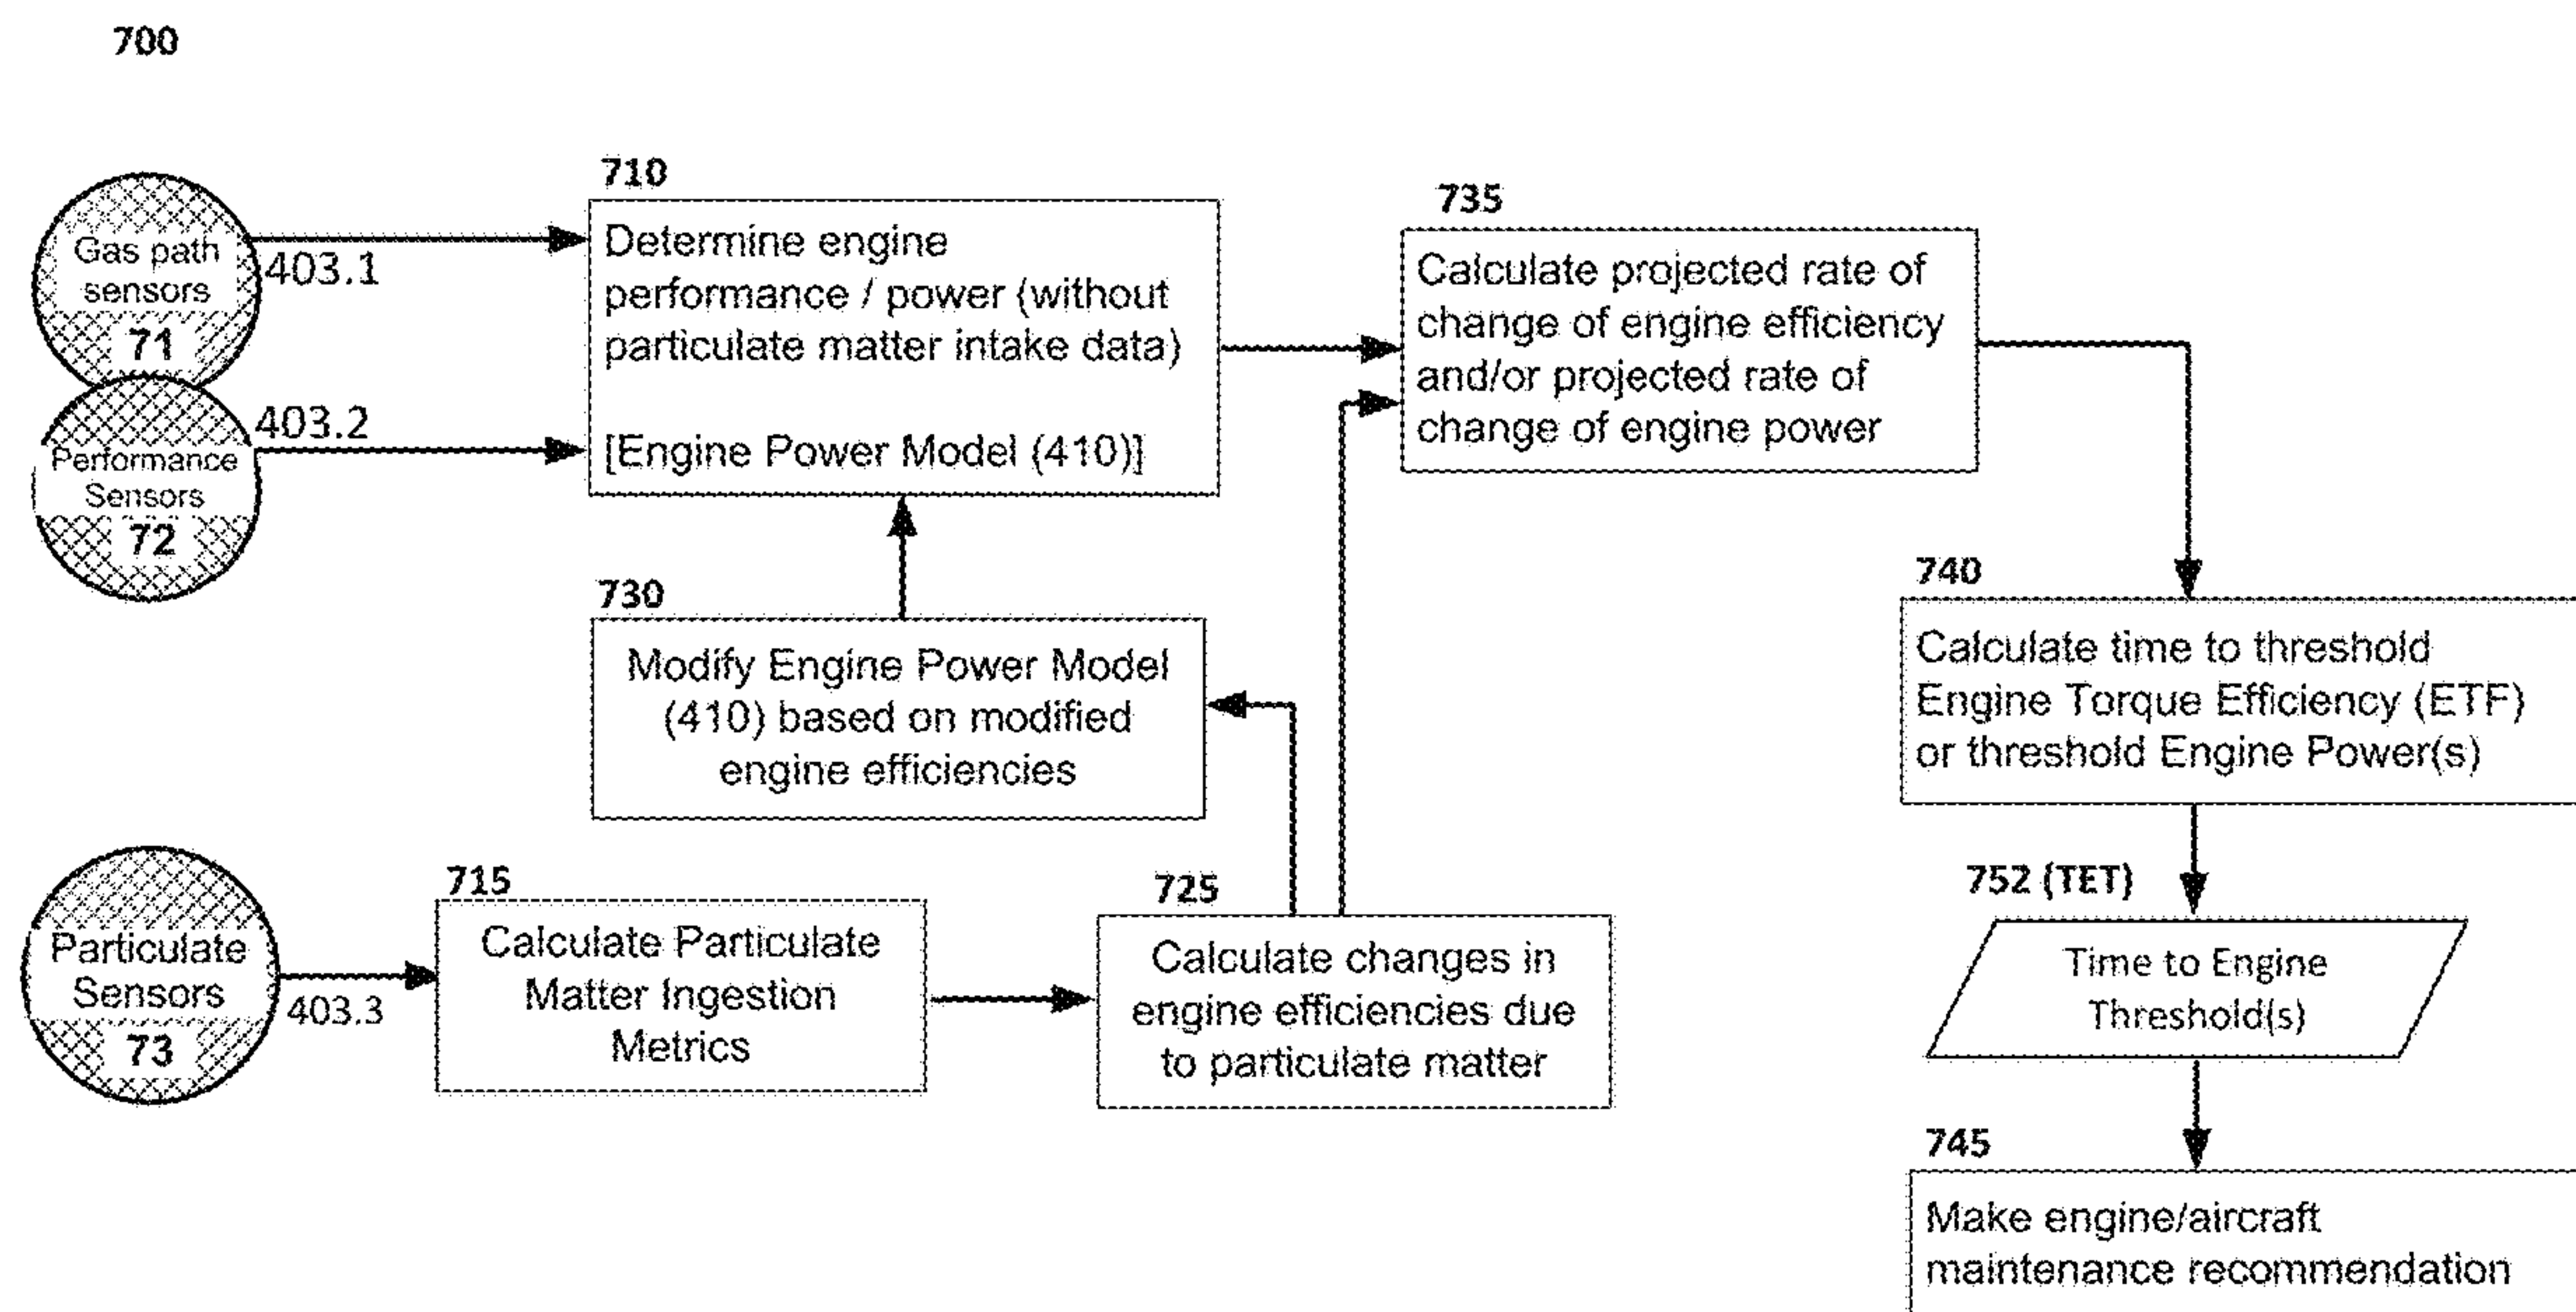 700
710
735
Gas path
sensors
71
403.1
Performance
Sensors
72
403.2
Determine engine
performance / power (without
particulate matter intake data)
[Engine Power Model (410)]
Calculate projected rate of
change of engine efficiency
and/or projected rate of
change of engine power
730
Modify Engine Power Model
(410) based on modified
engine efficiencies
740
Calculate time to threshold
Engine Torque Efficiency (ETF)
or threshold Engine Power(s)
Particulate
Sensors
73
403.3
715
Calculate Particulate
Matter Ingestion
Metrics
725
Calculate changes in
engine efficiencies due
to particulate matter
752 (TET)
Time to Engine
Threshold(s)
745
Make engine/aircraft
maintenance recommendation